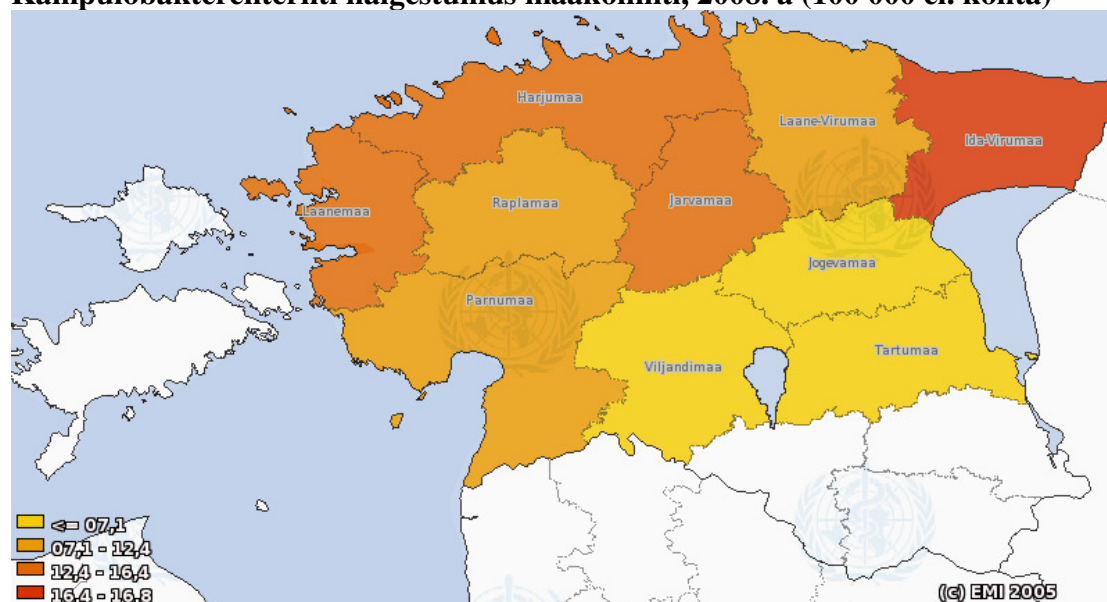 Kampülobakterenteriiti haigestumus maakonniti, 2008. a (100 000 el. kohta)
Harjumaa
Laane-Virumaa
Ida-Virumaa
Laanemaa
Raplamaa
Jarvamaa
Jogevamaa
Parnumaa
Viljandimaa
Tartumaa
<= 07,1
07,1 - 12,4
12,4 - 16,4
16,4 - 16,8
(c) EMI 2005